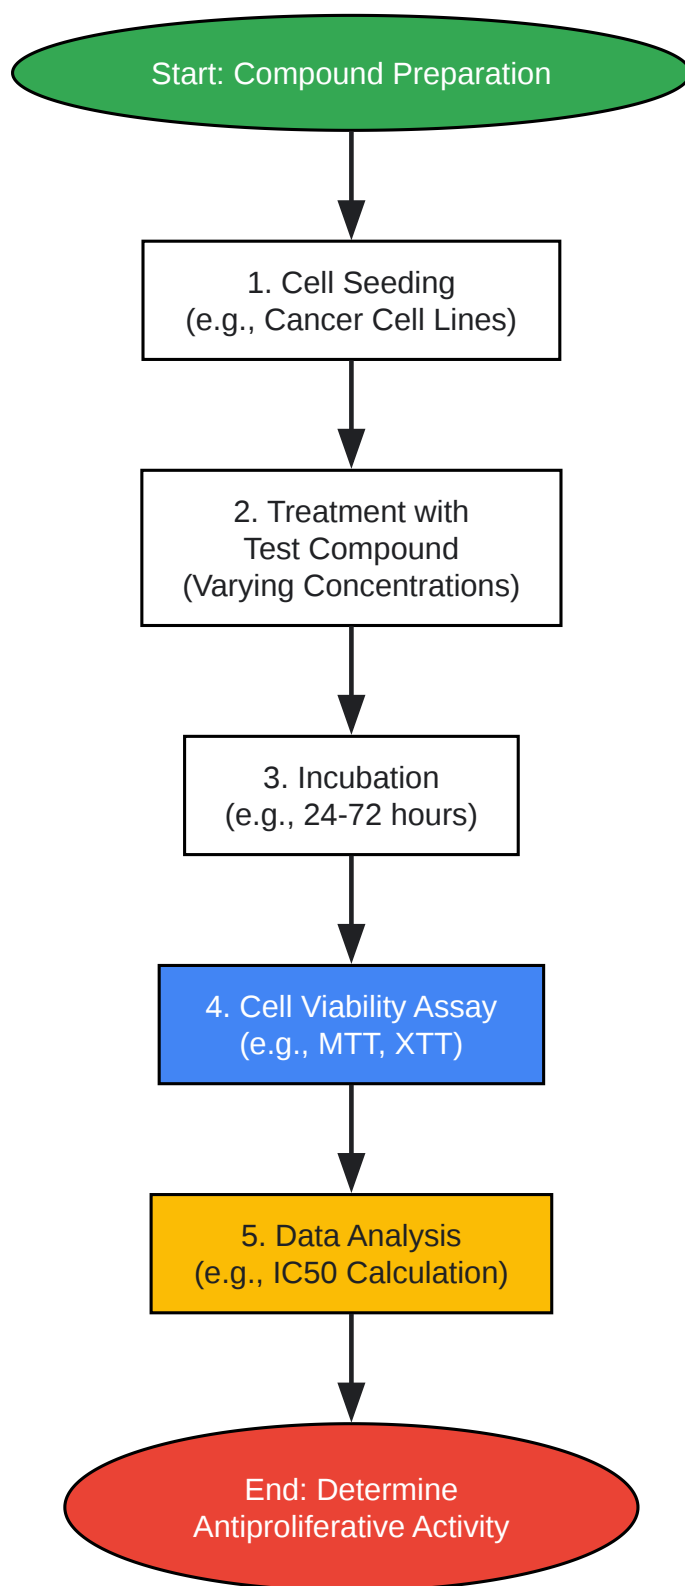 Start: Compound Preparation
1. Cell Seeding
(e.g., Cancer Cell Lines)
2. Treatment with
Test Compound
(Varying Concentrations)
3. Incubation
(e.g., 24-72 hours)
4. Cell Viability Assay
(e.g., MTT, XTT)
5. Data Analysis
(e.g., IC50 Calculation)
End: Determine
Antiproliferative Activity